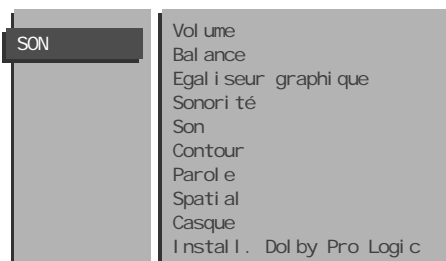 SON
Volume
Balance
Egaliseur graphique
Sonorité
Son
Contour
Parole
Spatial
Casque
Install. Dolby Pro Logic